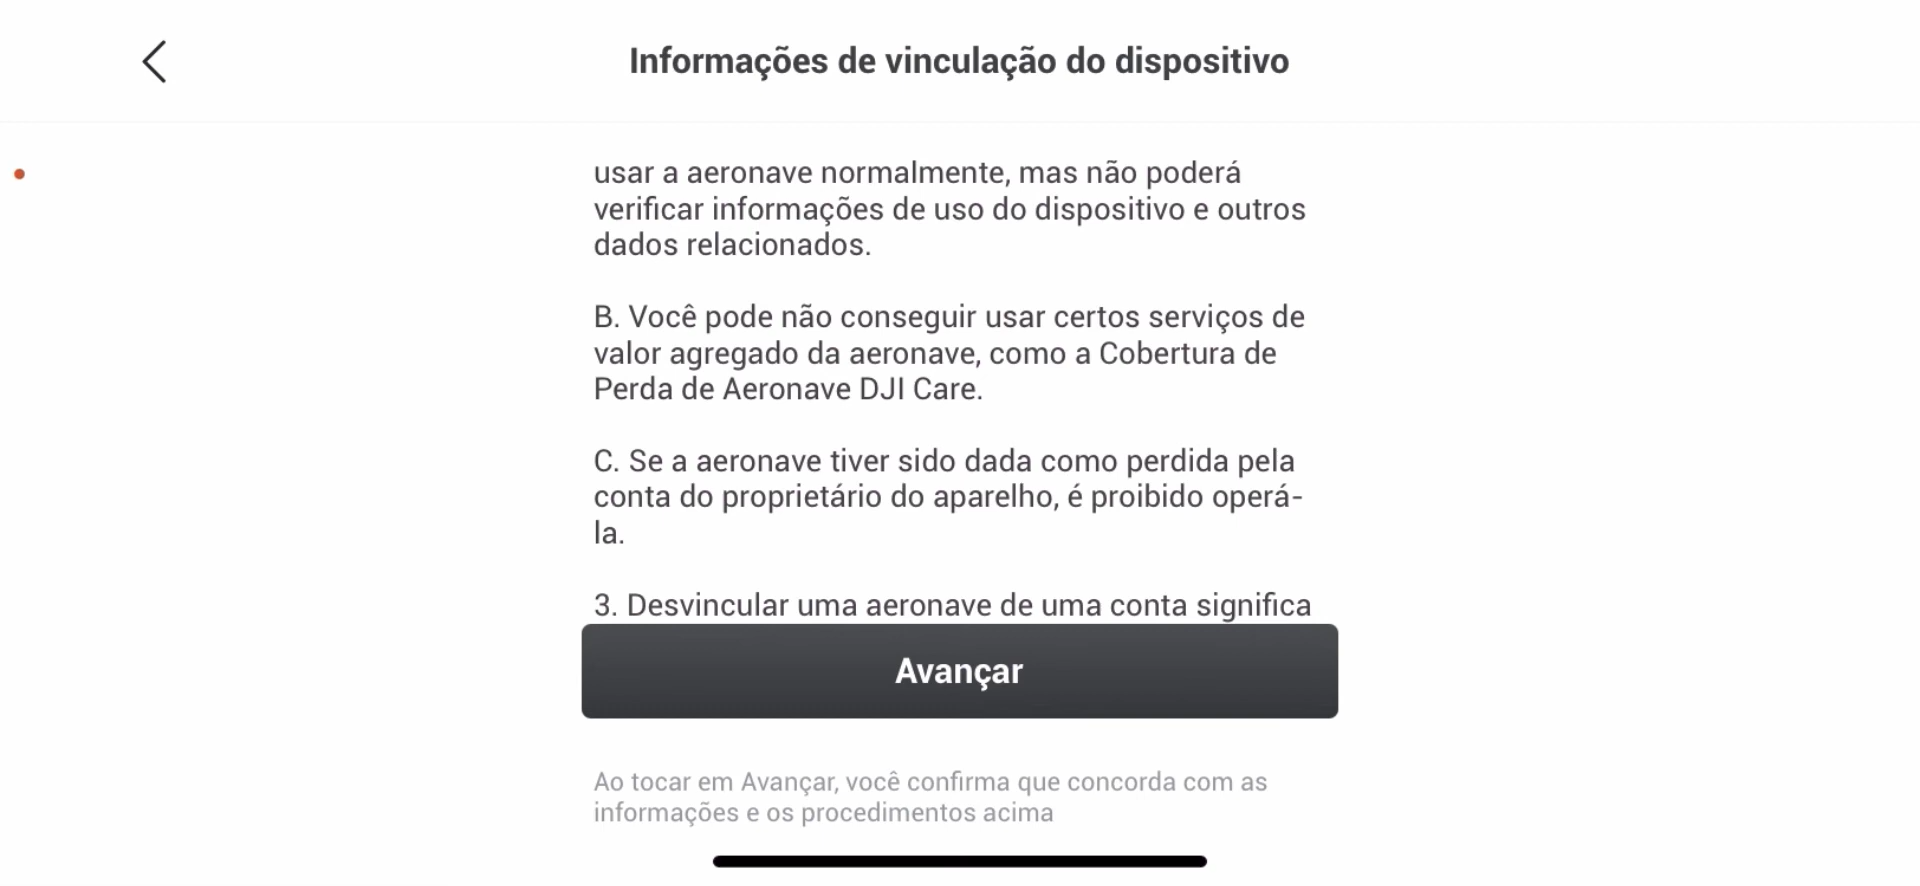 Informações de vinculação do dispositivo
usar a aeronave normalmente, mas não poderá
verificar informações de uso do dispositivo e outros
dados relacionados.
B. Você pode não conseguir usar certos serviços de
valor agregado da aeronave, como a Cobertura de
Perda de Aeronave DJI Care.
C. Se a aeronave tiver sido dada como perdida pela
conta do proprietário do aparelho, é proibido operá-
la.
3. Desvincular uma aeronave de uma conta significa
Avançar
Ao tocar em Avançar, você confirma que concorda com as
informações e os procedimentos acima